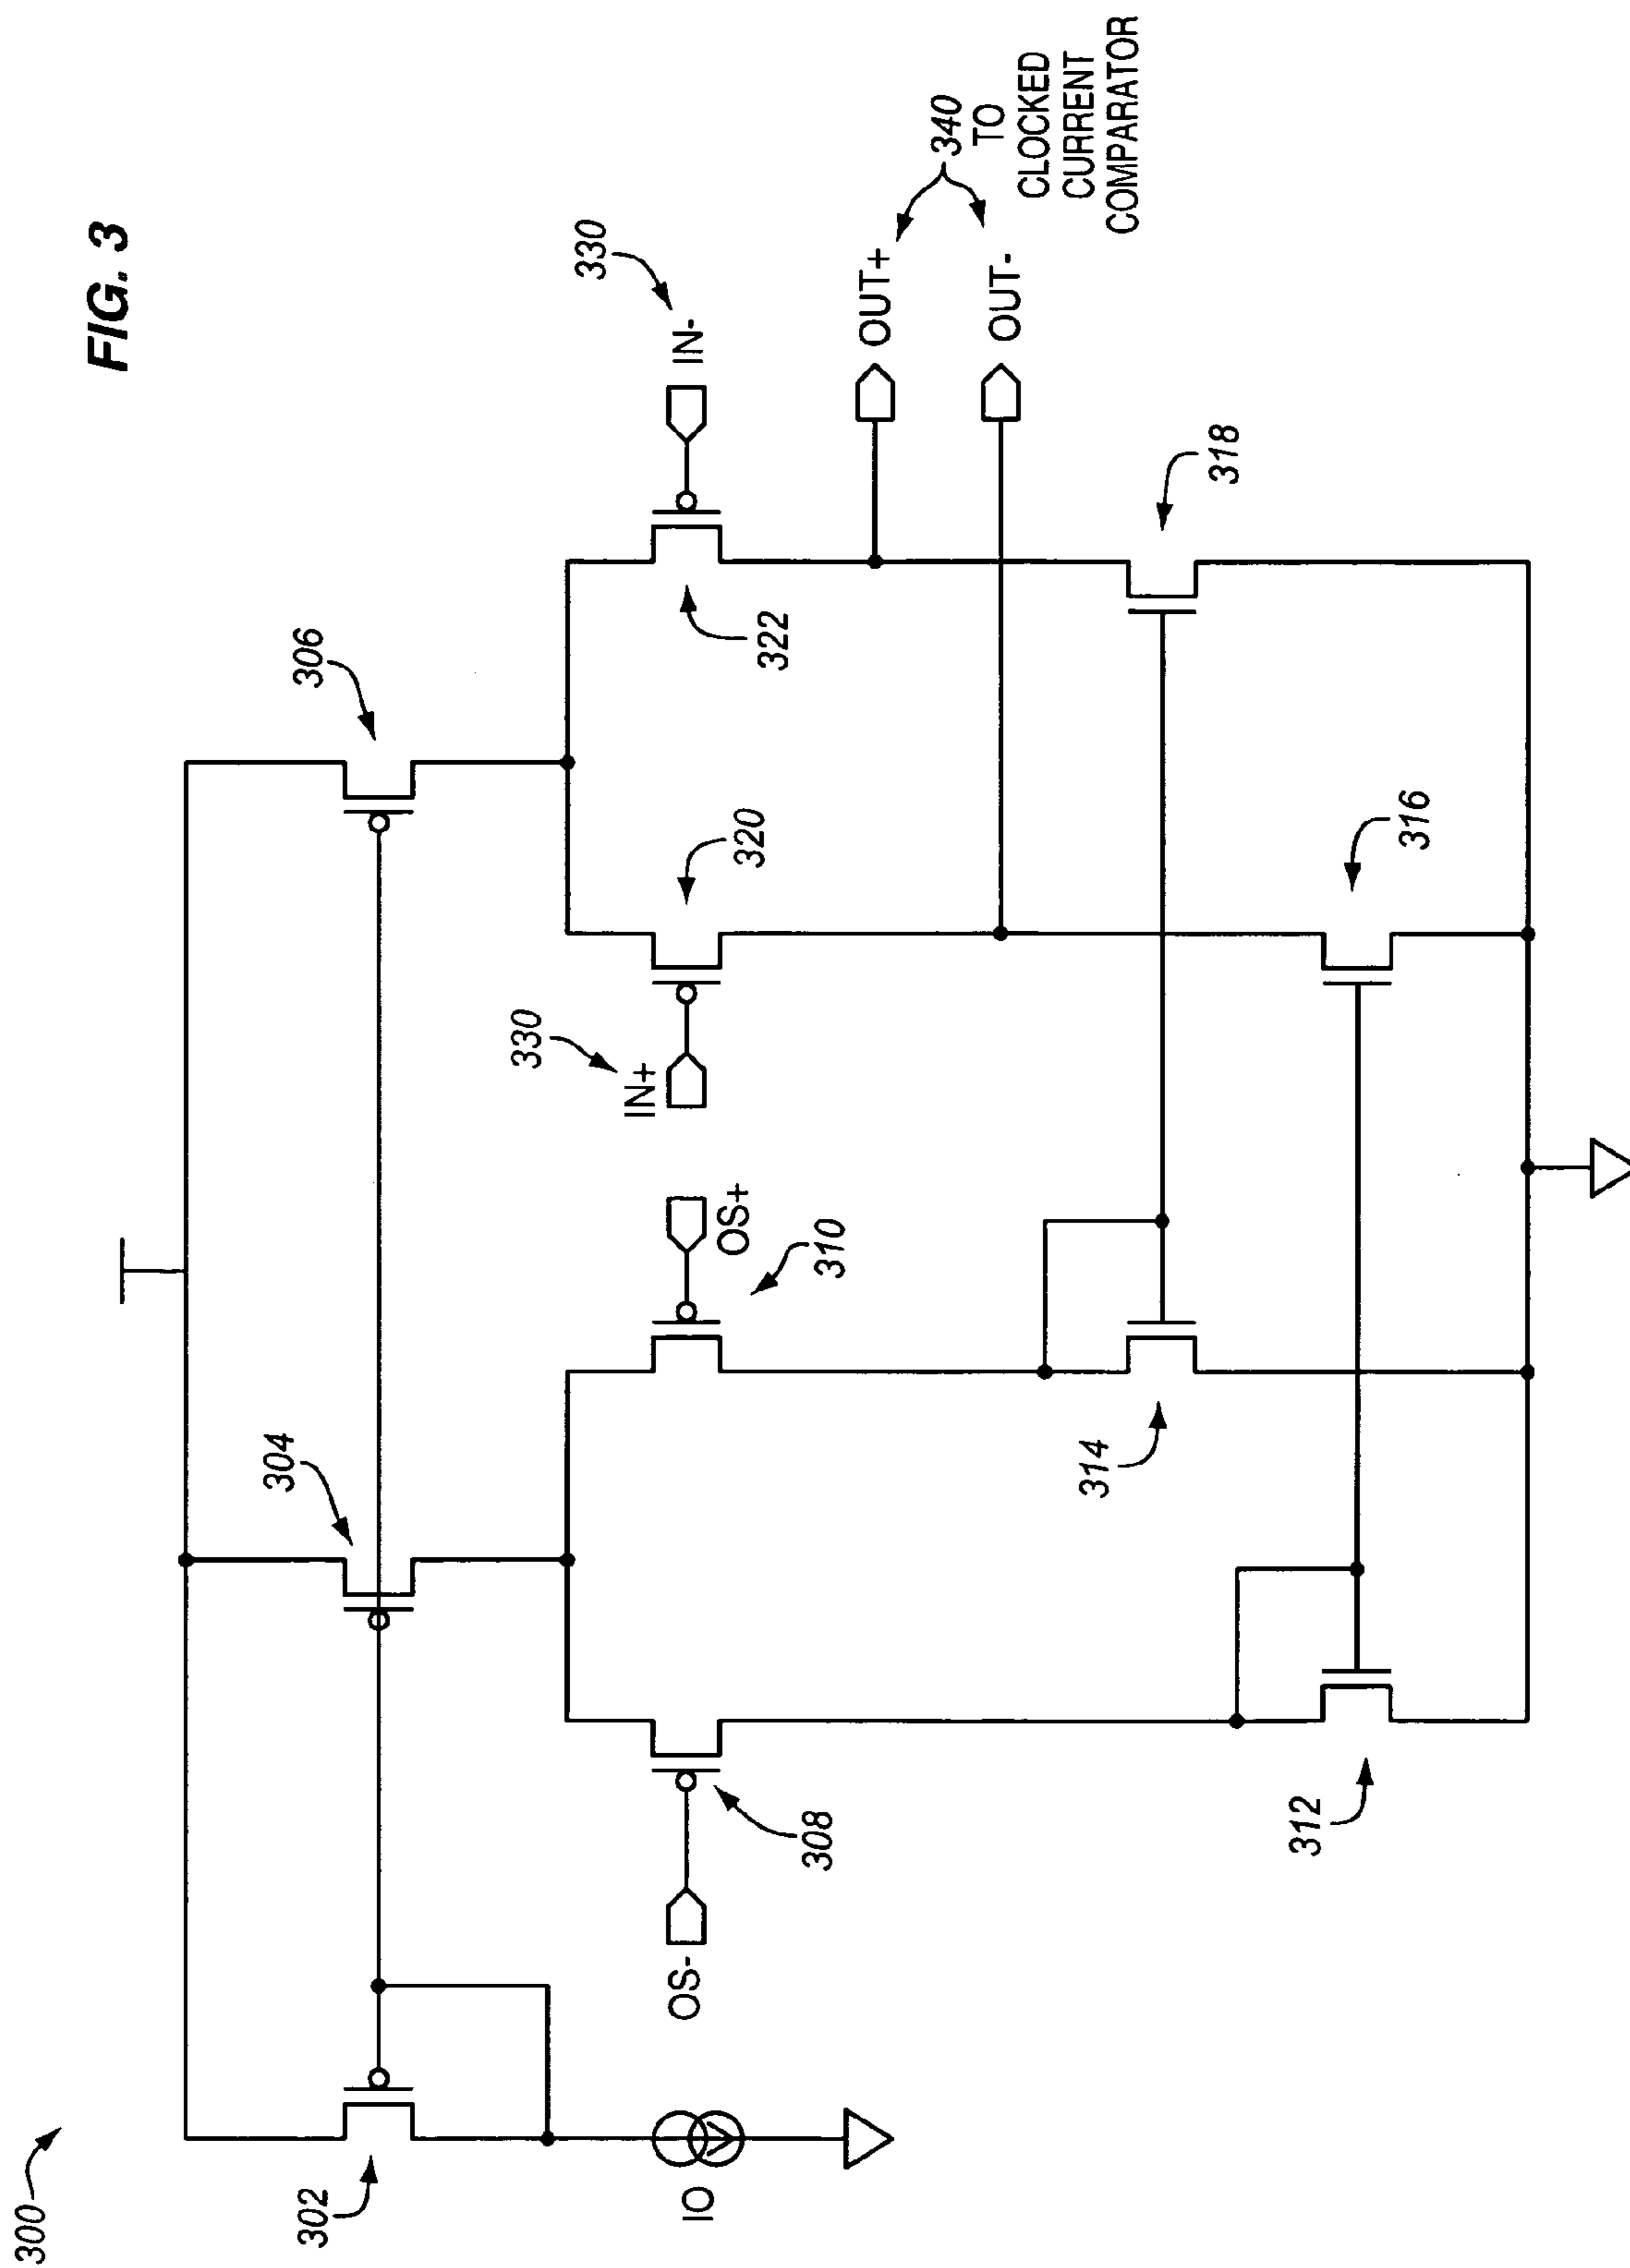 FIG. 3
300
302
304
306
IO
OS-
308
OS+
310
IN+
330
320
IN-
330
322
OUT+
OUT-
340
TO
CLOCKED
CURRENT
COMPARATOR
312
314
316
318